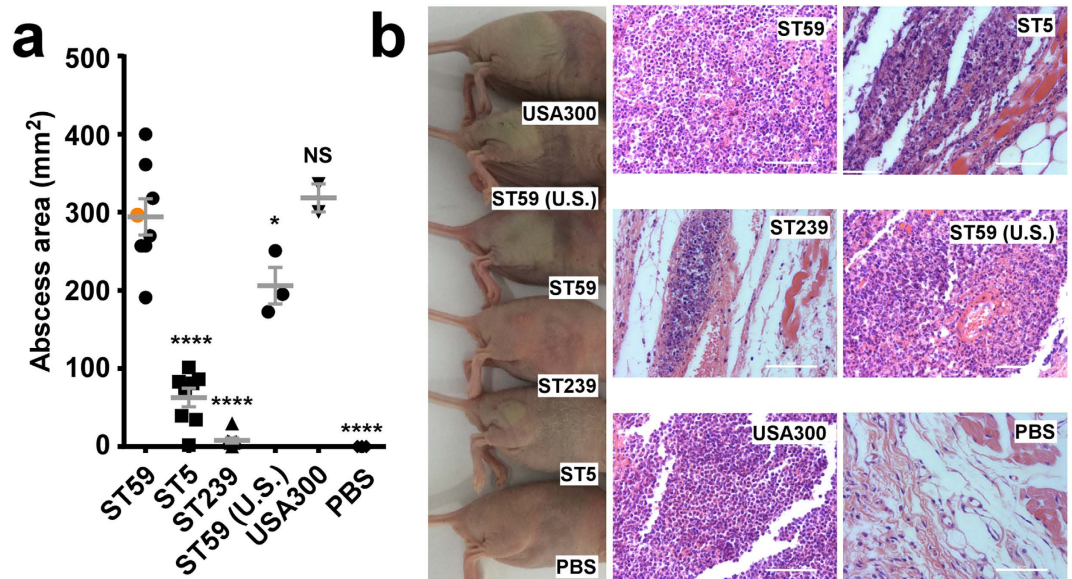 a
Abscess area (mm²)
500
400
300
200
100
0
****
****
*
NS
****
ST59
ST5
ST239
ST59 (U.S.)
USA300
PBS
b
USA300
ST59 (U.S.)
ST59
ST239
ST5
PBS
ST59
ST5
ST239
ST59 (U.S.)
USA300
PBS